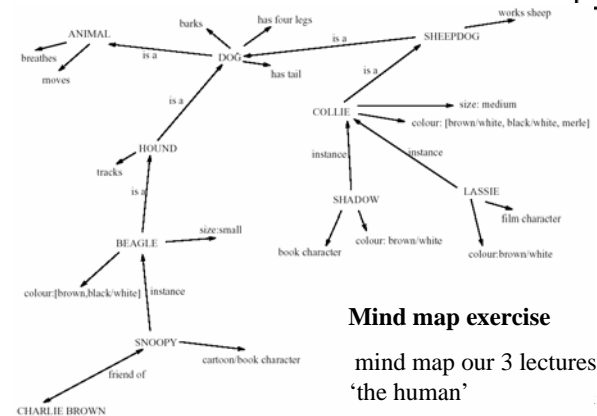 works sheep
barks
has four legs
ANIMAL
SHEEPDOG
is a
breathes
is a
DOG
moves
has tail
is a
is a
size: medium
COLLIE
colour: [brown/white, black/white, merle]
HOUND
instance
instance
tracks
is a
SHADOW
LASSIE
film character
size:small
BEAGLE
book character
colour: brown/white
colour:brown/white
colour:[brown,black/white]
instance
SNOOPY
cartoon/book character
friend of
CHARLIE BROWN
Mind map exercise
mind map our 3 lectures
'the human'